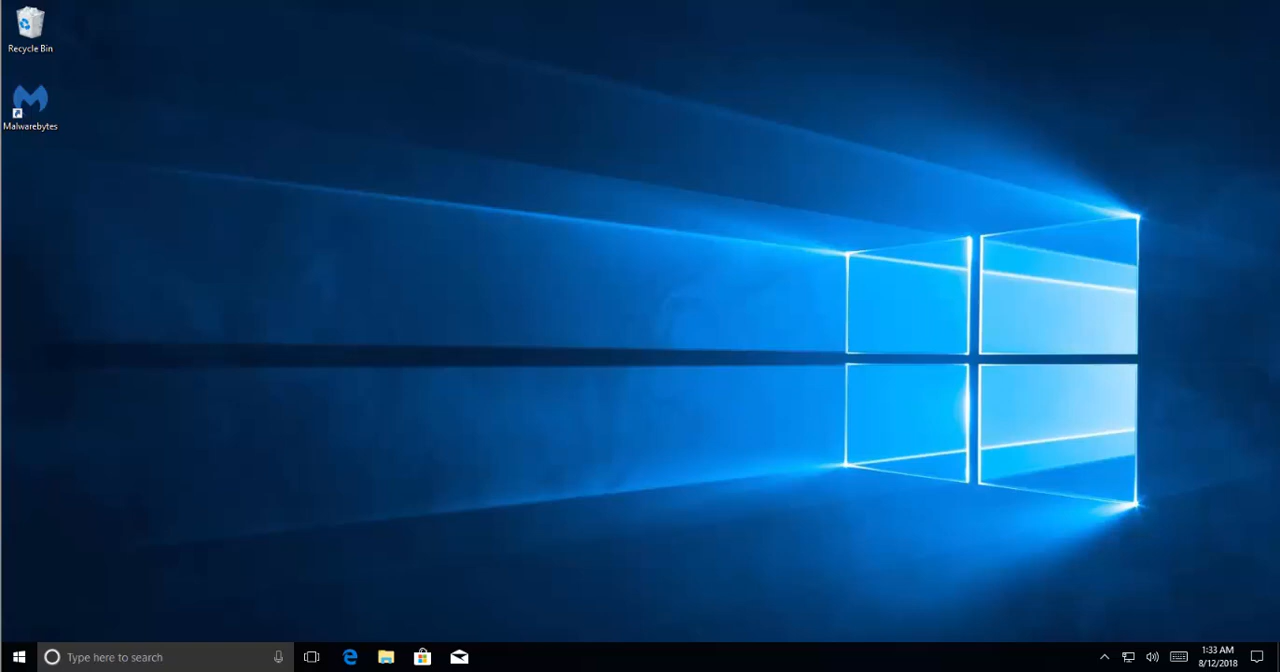 Recycle Bin
Malwarebytes
Type here to search
1:33 AM
8/12/2018